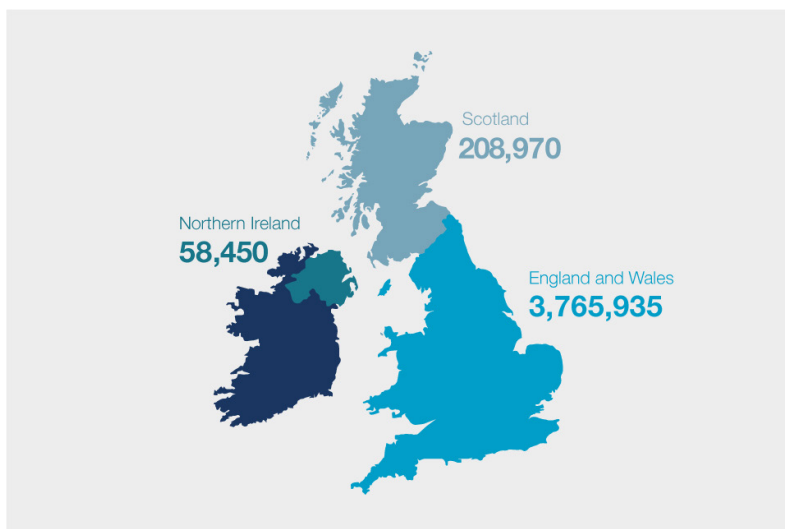 Scotland
208,970
Northern Ireland
58,450
England and Wales
3,765,935